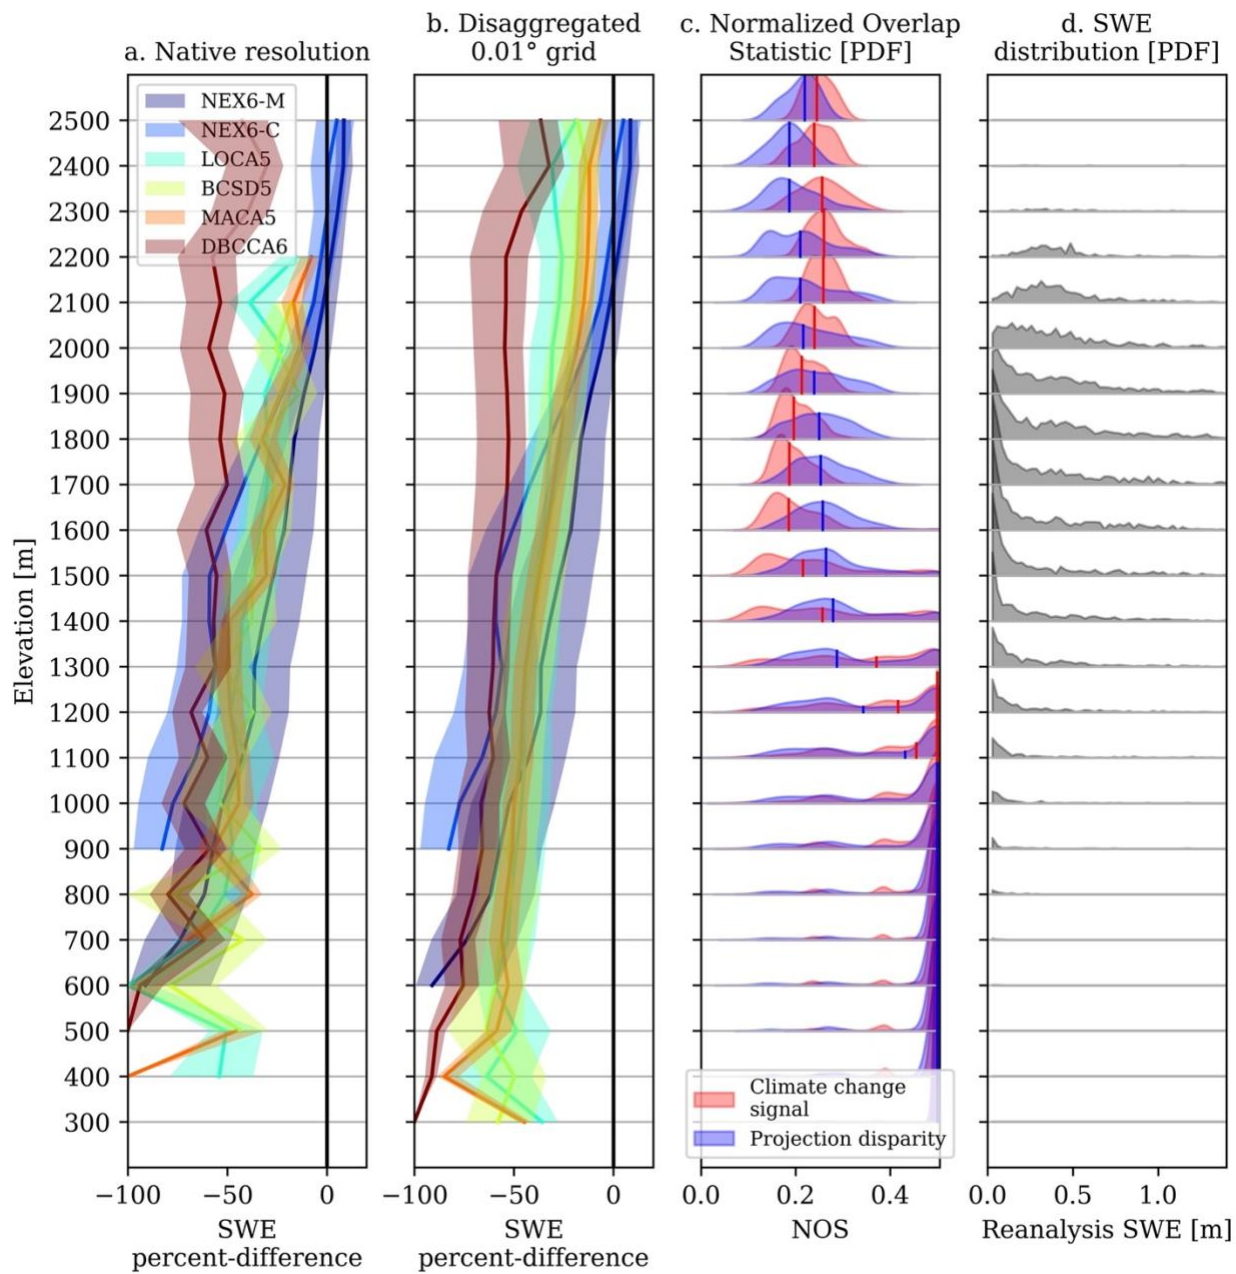 a. Native resolution
b. Disaggregated
0.01° grid
c. Normalized Overlap
Statistic [PDF]
d. SWE
distribution [PDF]
NEX6-M
NEX6-C
LOCA5
BCSD5
MACA5
DBCCA6
Elevation [m]
2500
2400
2300
2200
2100
2000
1900
1800
1700
1600
1500
1400
1300
1200
1100
1000
900
800
700
600
500
400
300
Climate change
signal
Projection disparity
−100 −50 0
−100 −50 0
0.0 0.2 0.4
0.0 0.5 1.0
SWE
percent-difference
SWE
percent-difference
NOS
Reanalysis SWE [m]